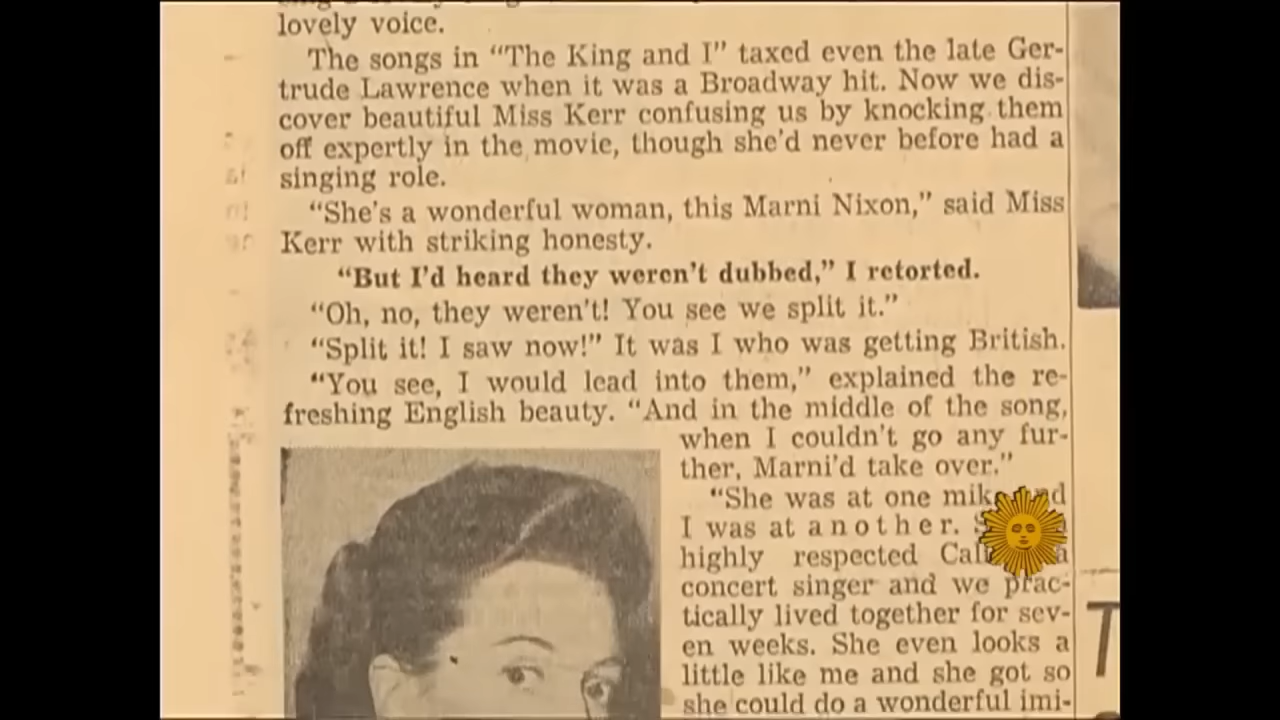 lovely voice.
The songs in “The King and I” taxed even the late Ger-
trude Lawrence when it was a Broadway hit. Now we dis-
cover beautiful Miss Kerr confusing us by knocking them
off expertly in the movie, though she’d never before had a
singing role.
“She’s a wonderful woman, this Marni Nixon,” said Miss
Kerr with striking honesty.
“But I’d heard they weren’t dubbed,” I retorted.
“Oh, no, they weren’t! You see we split it.”
“Split it! I saw now!” It was I who was getting British.
“You see, I would lead into them,” explained the re-
freshing English beauty. “And in the middle of the song,
when I couldn’t go any fur-
ther, Marni’d take over.”
“She was at one mike
I was at another.
highly respected
concert singer and we prac-
tically lived together for sev-
en weeks. She even looks a
little like me and she got so
she could do a wonderful imi-
T